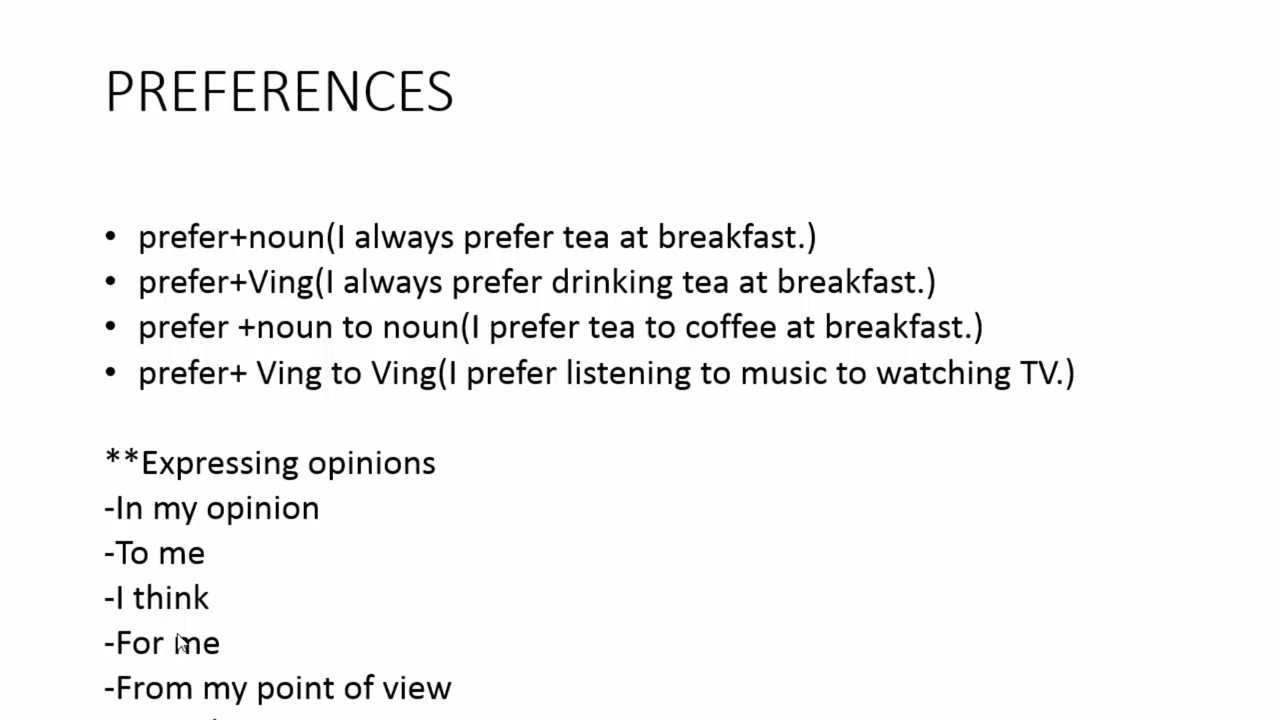 PREFERENCES
• prefer+noun(I always prefer tea at breakfast.)
• prefer+Ving(I always prefer drinking tea at breakfast.)
• prefer +noun to noun(I prefer tea to coffee at breakfast.)
• prefer+ Ving to Ving(I prefer listening to music to watching TV.)
**Expressing opinions
-In my opinion
-To me
-I think
-For me
-From my point of view